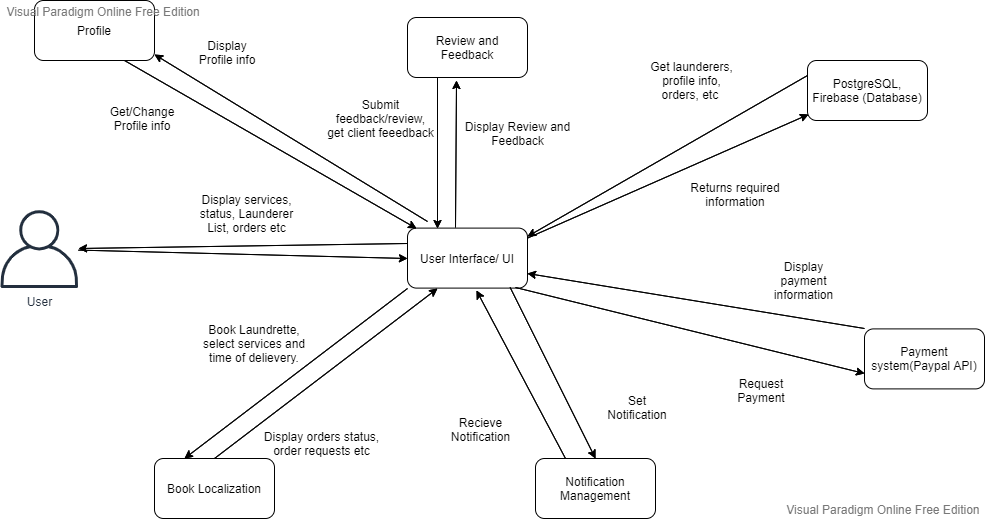 Visual Paradigm Online Free Edition
Profile
Display
Profile info
Get/Change
Profile info
Review and
Feedback
Submit
feedback/review,
get client feeedback
Display Review and
Feedback
Get launderers,
profile info,
orders, etc
PostgreSQL,
Firebase (Database)
Returns required
information
Display services,
status, Launderer
List, orders etc
User
User Interface/ UI
Display
payment
information
Payment
system(Paypal API)
Request
Payment
Book Laundrette,
select services and
time of delievery.
Display orders status,
order requests etc
Book Localization
Recieve
Notification
Set
Notification
Notification
Management
Visual Paradigm Online Free Edition